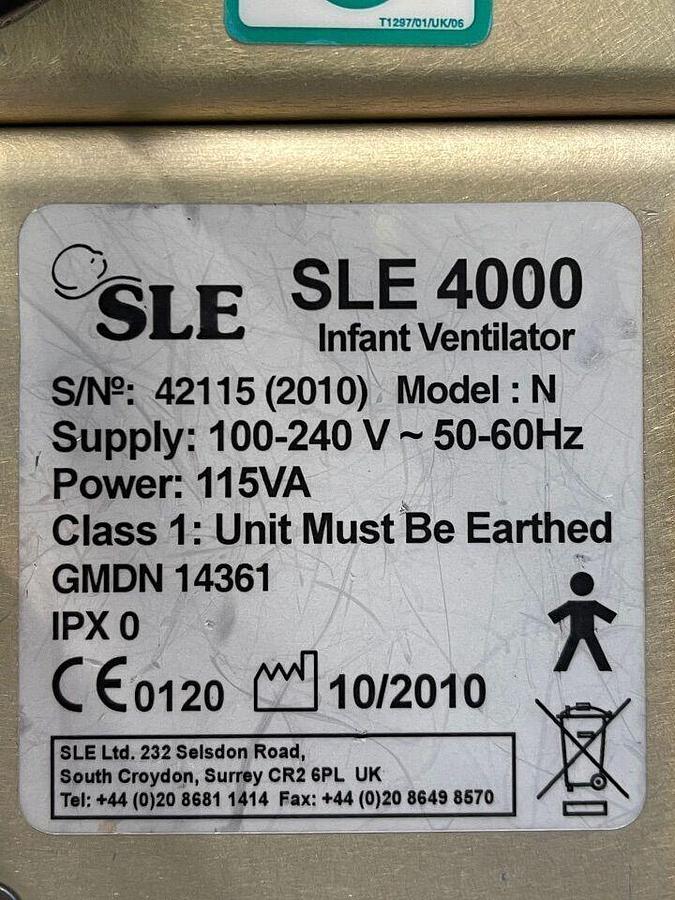 T1297/01/UK/06
SLE
SLE 4000
Infant Ventilator
S/Nº: 42115 (2010) Model : N
Supply: 100-240 V ~ 50-60Hz
Power: 115VA
Class 1: Unit Must Be Earthed
GMDN 14361
IPX 0
CE 0120 10/2010
SLE Ltd. 232 Selsdon Road,
South Croydon, Surrey CR2 6PL UK
Tel: +44 (0)20 8681 1414 Fax: +44 (0)20 8649 8570